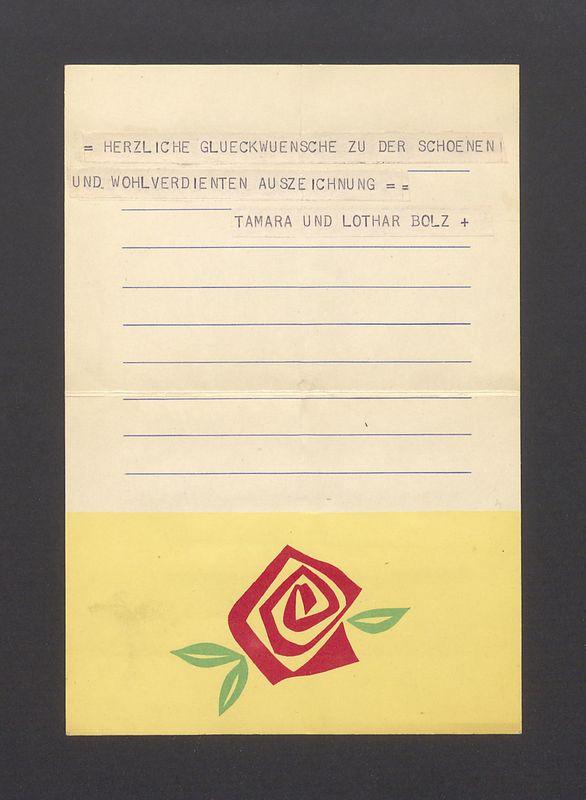 = HERZLICHE GLUECKWUENSCHE ZU DER SCHOENEN
UND WOHLVERDIENTEN AUSZEICHNUNG = =
TAMARA UND LOTHAR BOLZ +